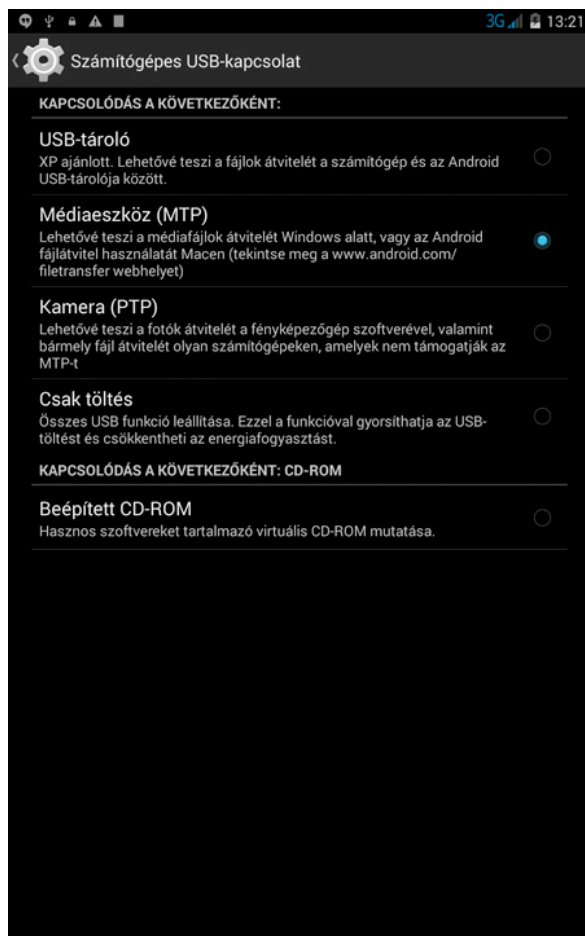 3G 13:21
Számítógépes USB-kapcsolat
KAPCSOLÓDÁS A KÖVETKEZŐKÉNT:
USB-tároló
XP ajánlott. Lehetővé teszi a fájlok átvitelét a számítógép és az Android
USB-tárolója között.
Médiaeszköz (MTP)
Lehetővé teszi a médiafájlok átvitelét Windows alatt, vagy az Android
fájlátvitel használatát Macen (tekintse meg a www.android.com/
filetransfer webhelyet)
Kamera (PTP)
Lehetővé teszi a fotók átvitelét a fényképezőgép szoftverével, valamint
bármely fájl átvitelét olyan számítógépeken, amelyek nem támogatják az
MTP-t
Csak töltés
Összes USB funkció leállítása. Ezzel a funkcióval gyorsíthatja az USB-
töltést és csökkentheti az energiafogyasztást.
KAPCSOLÓDÁS A KÖVETKEZŐKÉNT: CD-ROM
Beépített CD-ROM
Hasznos szoftvereket tartalmazó virtuális CD-ROM mutatása.